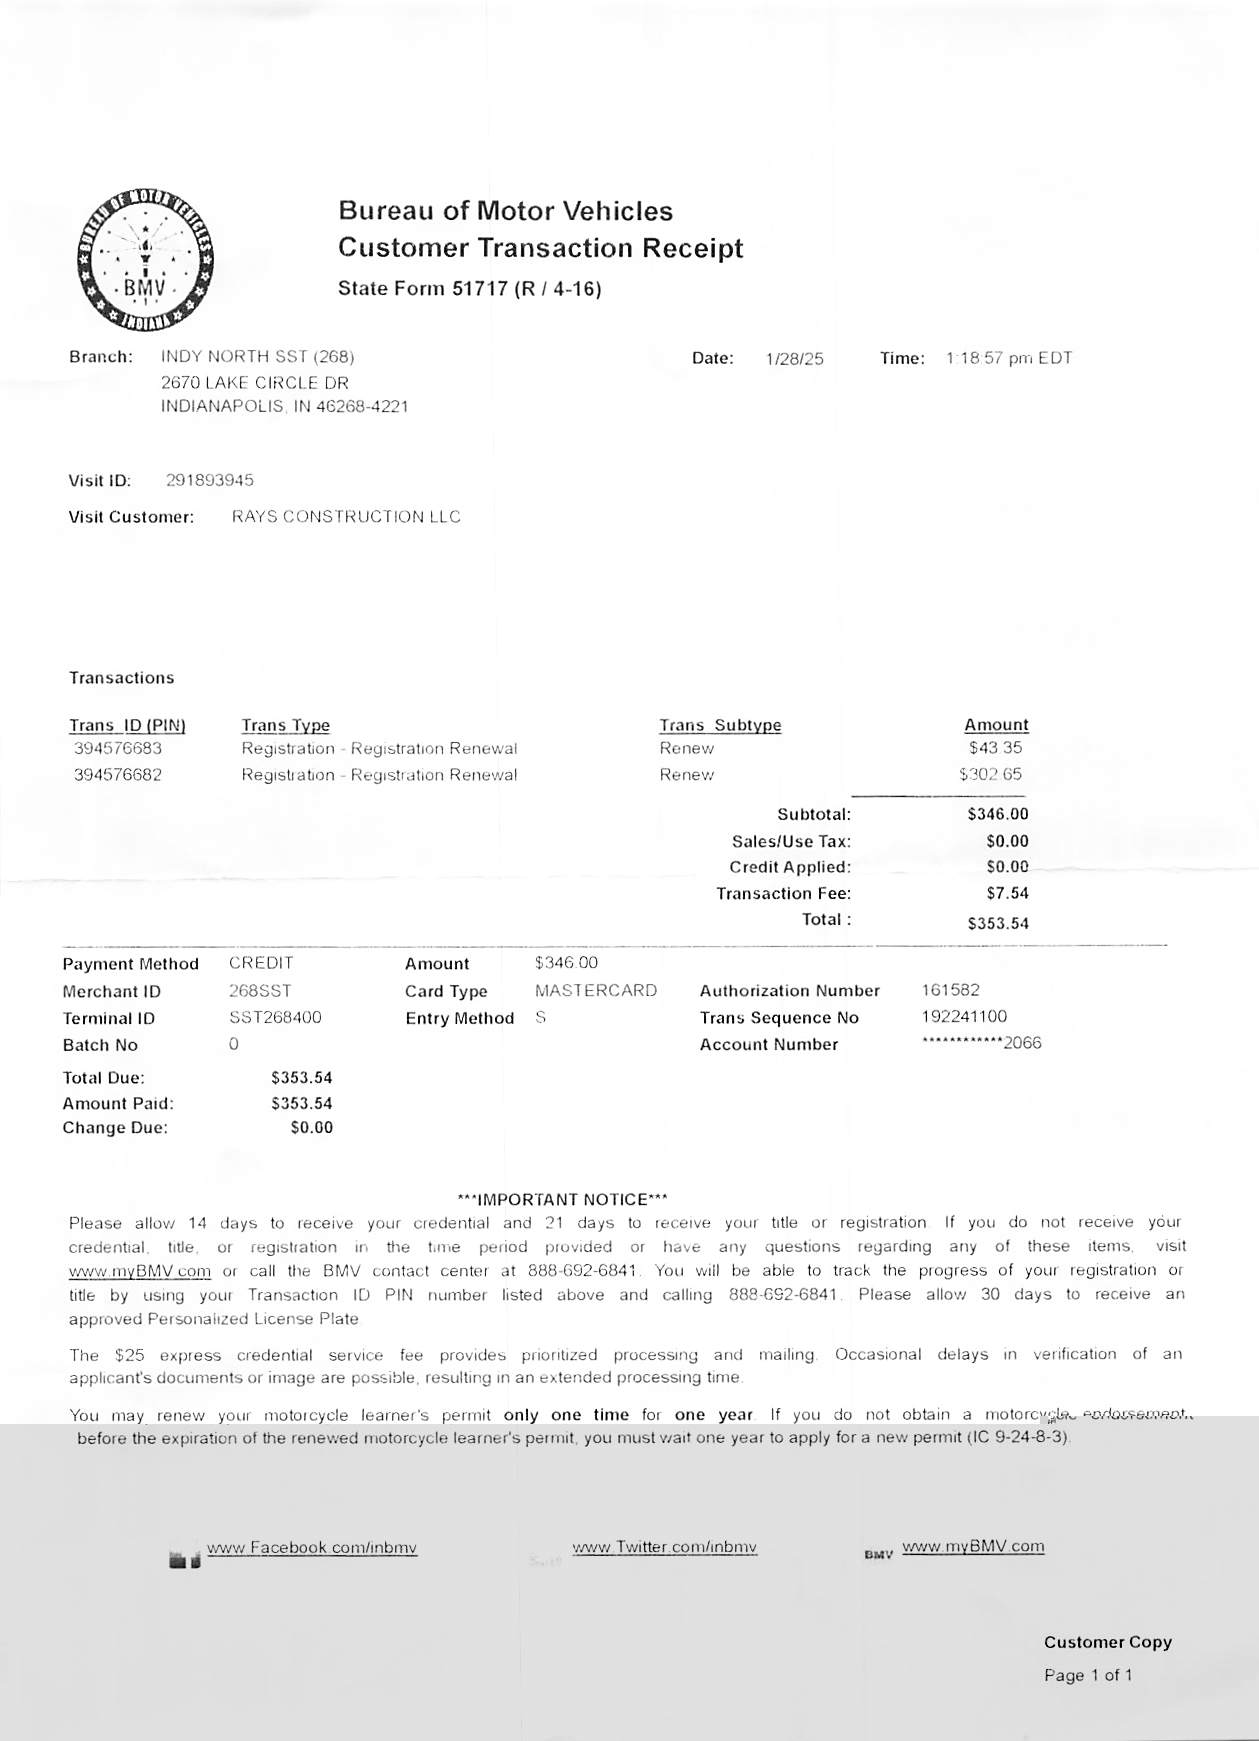 BUREAU OF MOTOR VEHICLES
BMV
INDIANA
Bureau of Motor Vehicles
Customer Transaction Receipt
State Form 51717 (R / 4-16)
Branch: INDY NORTH SST (268) Date: 1/28/25 Time: 1:18:57 pm EDT
2670 LAKE CIRCLE DR
INDIANAPOLIS, IN 46268-4221
Visit ID: 291893945
Visit Customer: RAYS CONSTRUCTION LLC
Transactions
Trans ID (PIN) Trans Type Trans Subtype Amount
394576683 Registration - Registration Renewal Renew $43.35
394576682 Registration - Registration Renewal Renew $302.65
Subtotal: $346.00
Sales/Use Tax: $0.00
Credit Applied: $0.00
Transaction Fee: $7.54
Total : $353.54
Payment Method CREDIT Amount $346.00
Merchant ID 268SST Card Type MASTERCARD Authorization Number 161582
Terminal ID SST268400 Entry Method S Trans Sequence No 192241100
Batch No 0 Account Number ************2066
Total Due: $353.54
Amount Paid: $353.54
Change Due: $0.00
***IMPORTANT NOTICE***
Please allow 14 days to receive your credential and 21 days to receive your title or registration. If you do not receive your
credential, title, or registration in the time period provided or have any questions regarding any of these items, visit
www.myBMV.com or call the BMV contact center at 888-692-6841. You will be able to track the progress of your registration or
title by using your Transaction ID PIN number listed above and calling 888-692-6841. Please allow 30 days to receive an
approved Personalized License Plate.
The $25 express credential service fee provides prioritized processing and mailing. Occasional delays in verification of an
applicant's documents or image are possible, resulting in an extended processing time.
You may renew your motorcycle learner's permit only one time for one year. If you do not obtain a motorcycle endorsement
before the expiration of the renewed motorcycle learner's permit, you must wait one year to apply for a new permit (IC 9-24-8-3).
www.Facebook.com/inbmv www.Twitter.com/inbmv BMV www.myBMV.com
Customer Copy
Page 1 of 1